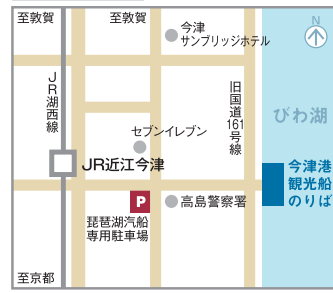 至敦賀
至敦賀
今津
サンブリッジホテル
N
JR湖西線
旧国道161号線
びわ湖
セブンイレブン
JR近江今津
今津港
観光船
のりば
P
高島警察署
琵琶湖汽船
専用駐車場
至京都